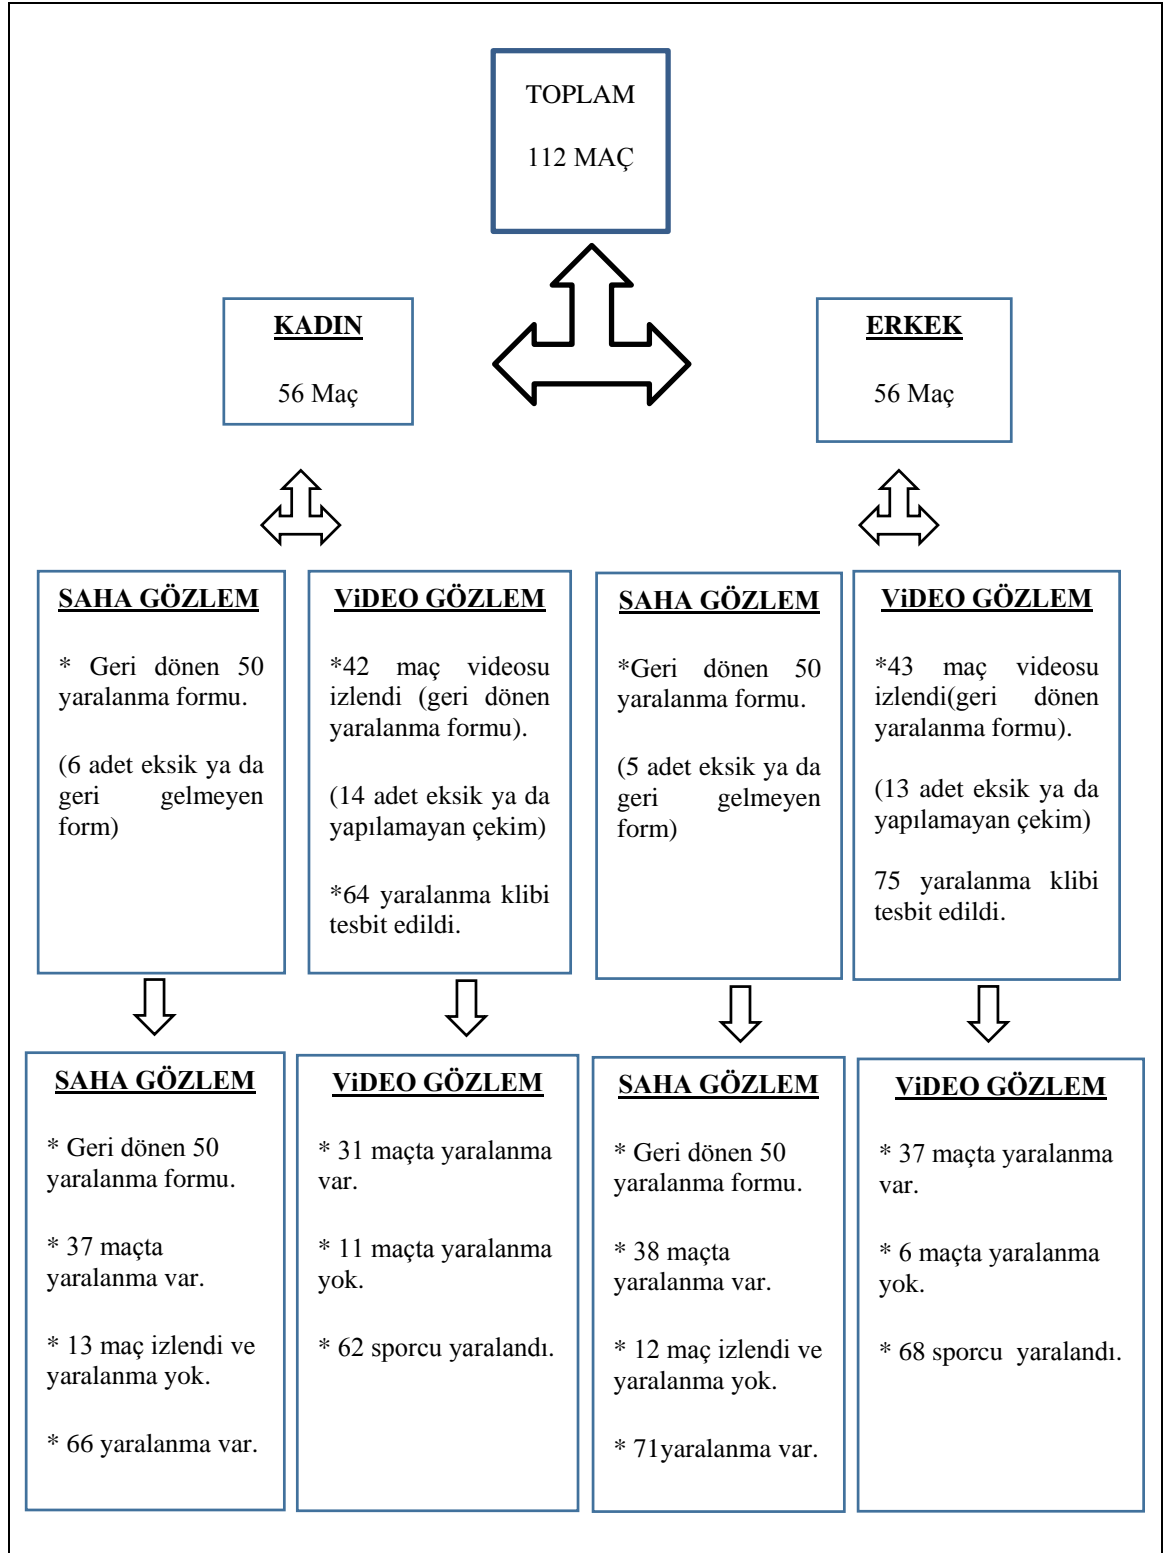 TOPLAM
112 MAÇ
KADIN
56 Maç
ERKEK
56 Maç
SAHA GÖZLEM
* Geri dönen 50
yaralanma formu.
(6 adet eksik ya da
geri gelmeyen
form)
ViDEO GÖZLEM
*42 maç videosu
izlendi (geri dönen
yaralanma formu).
(14 adet eksik ya da
yapılamayan çekim)
*64 yaralanma klibi
tesbit edildi.
SAHA GÖZLEM
*Geri dönen 50
yaralanma formu.
(5 adet eksik ya da
geri gelmeyen
form)
ViDEO GÖZLEM
*43 maç videosu
izlendi(geri dönen
yaralanma formu).
(13 adet eksik ya da
yapılamayan çekim)
75 yaralanma klibi
tesbit edildi.
SAHA GÖZLEM
* Geri dönen 50
yaralanma formu.
* 37 maçta
yaralanma var.
* 13 maç izlendi ve
yaralanma yok.
* 66 yaralanma var.
ViDEO GÖZLEM
* 31 maçta yaralanma
var.
* 11 maçta yaralanma
yok.
* 62 sporcu yaralandı.
SAHA GÖZLEM
* Geri dönen 50
yaralanma formu.
* 38 maçta
yaralanma var.
* 12 maç izlendi ve
yaralanma yok.
* 71yaralanma var.
ViDEO GÖZLEM
* 37 maçta yaralanma
var.
* 6 maçta yaralanma
yok.
* 68 sporcu yaralandı.